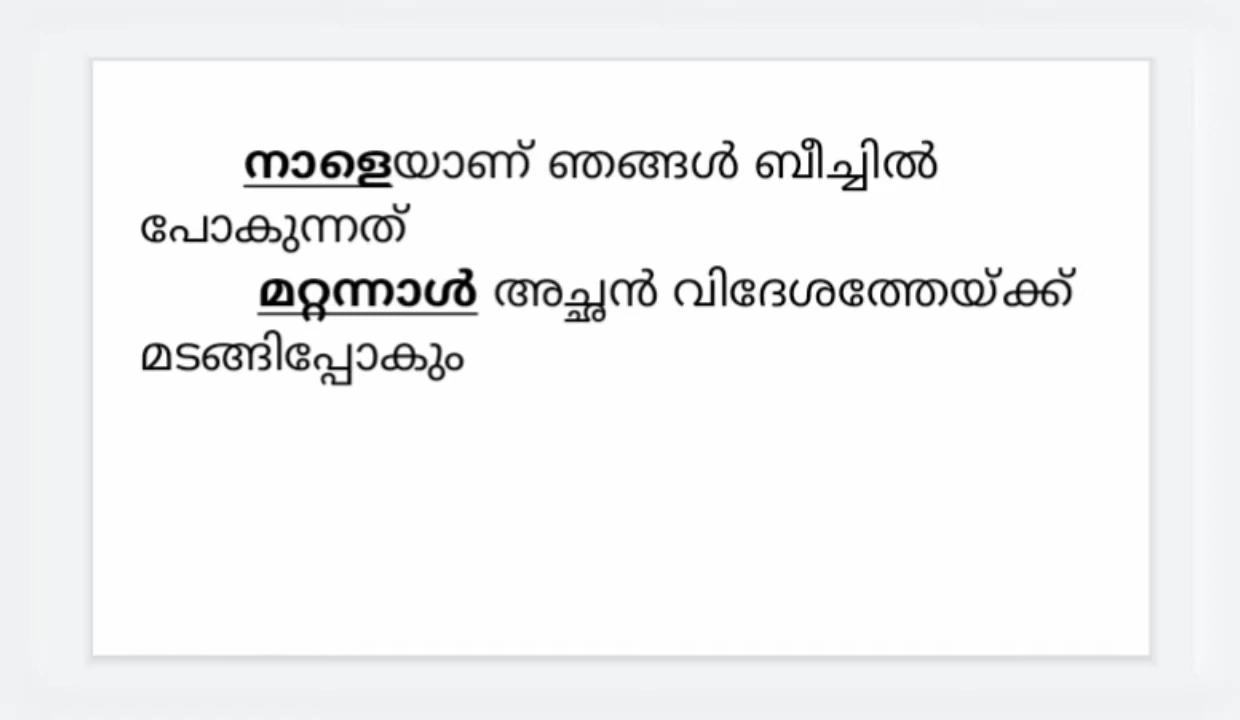 നാളെയാണ് ഞങ്ങൾ ബീച്ചിൽ
പോകുന്നത്
മറ്റന്നാൾ അച്ഛൻ വിദേശത്തേയ്ക്ക്
മടങ്ങിപ്പോകും